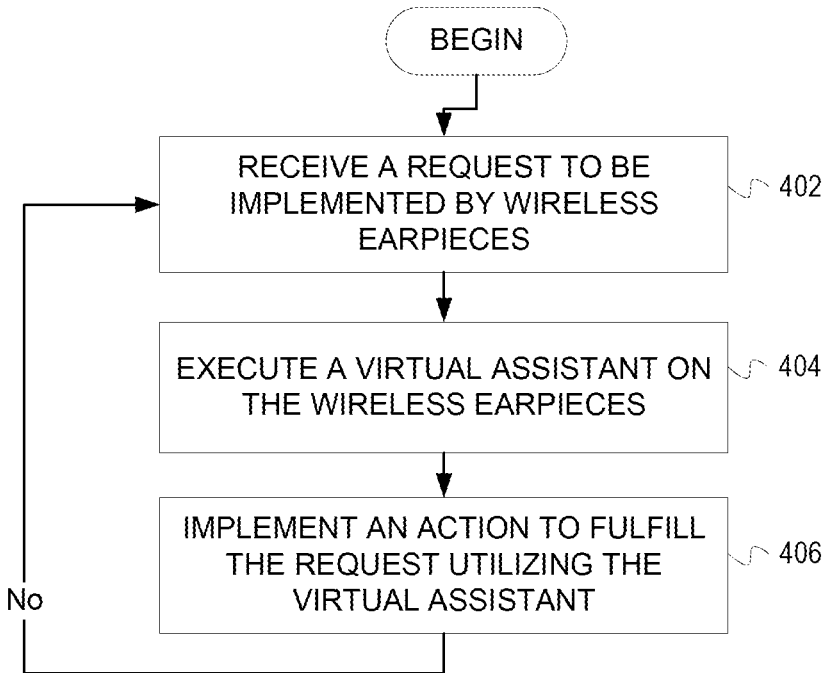 BEGIN
RECEIVE A REQUEST TO BE
IMPLEMENTED BY WIRELESS
EARPIECES
402
EXECUTE A VIRTUAL ASSISTANT ON
THE WIRELESS EARPIECES
404
IMPLEMENT AN ACTION TO FULFILL
THE REQUEST UTILIZING THE
VIRTUAL ASSISTANT
406
No